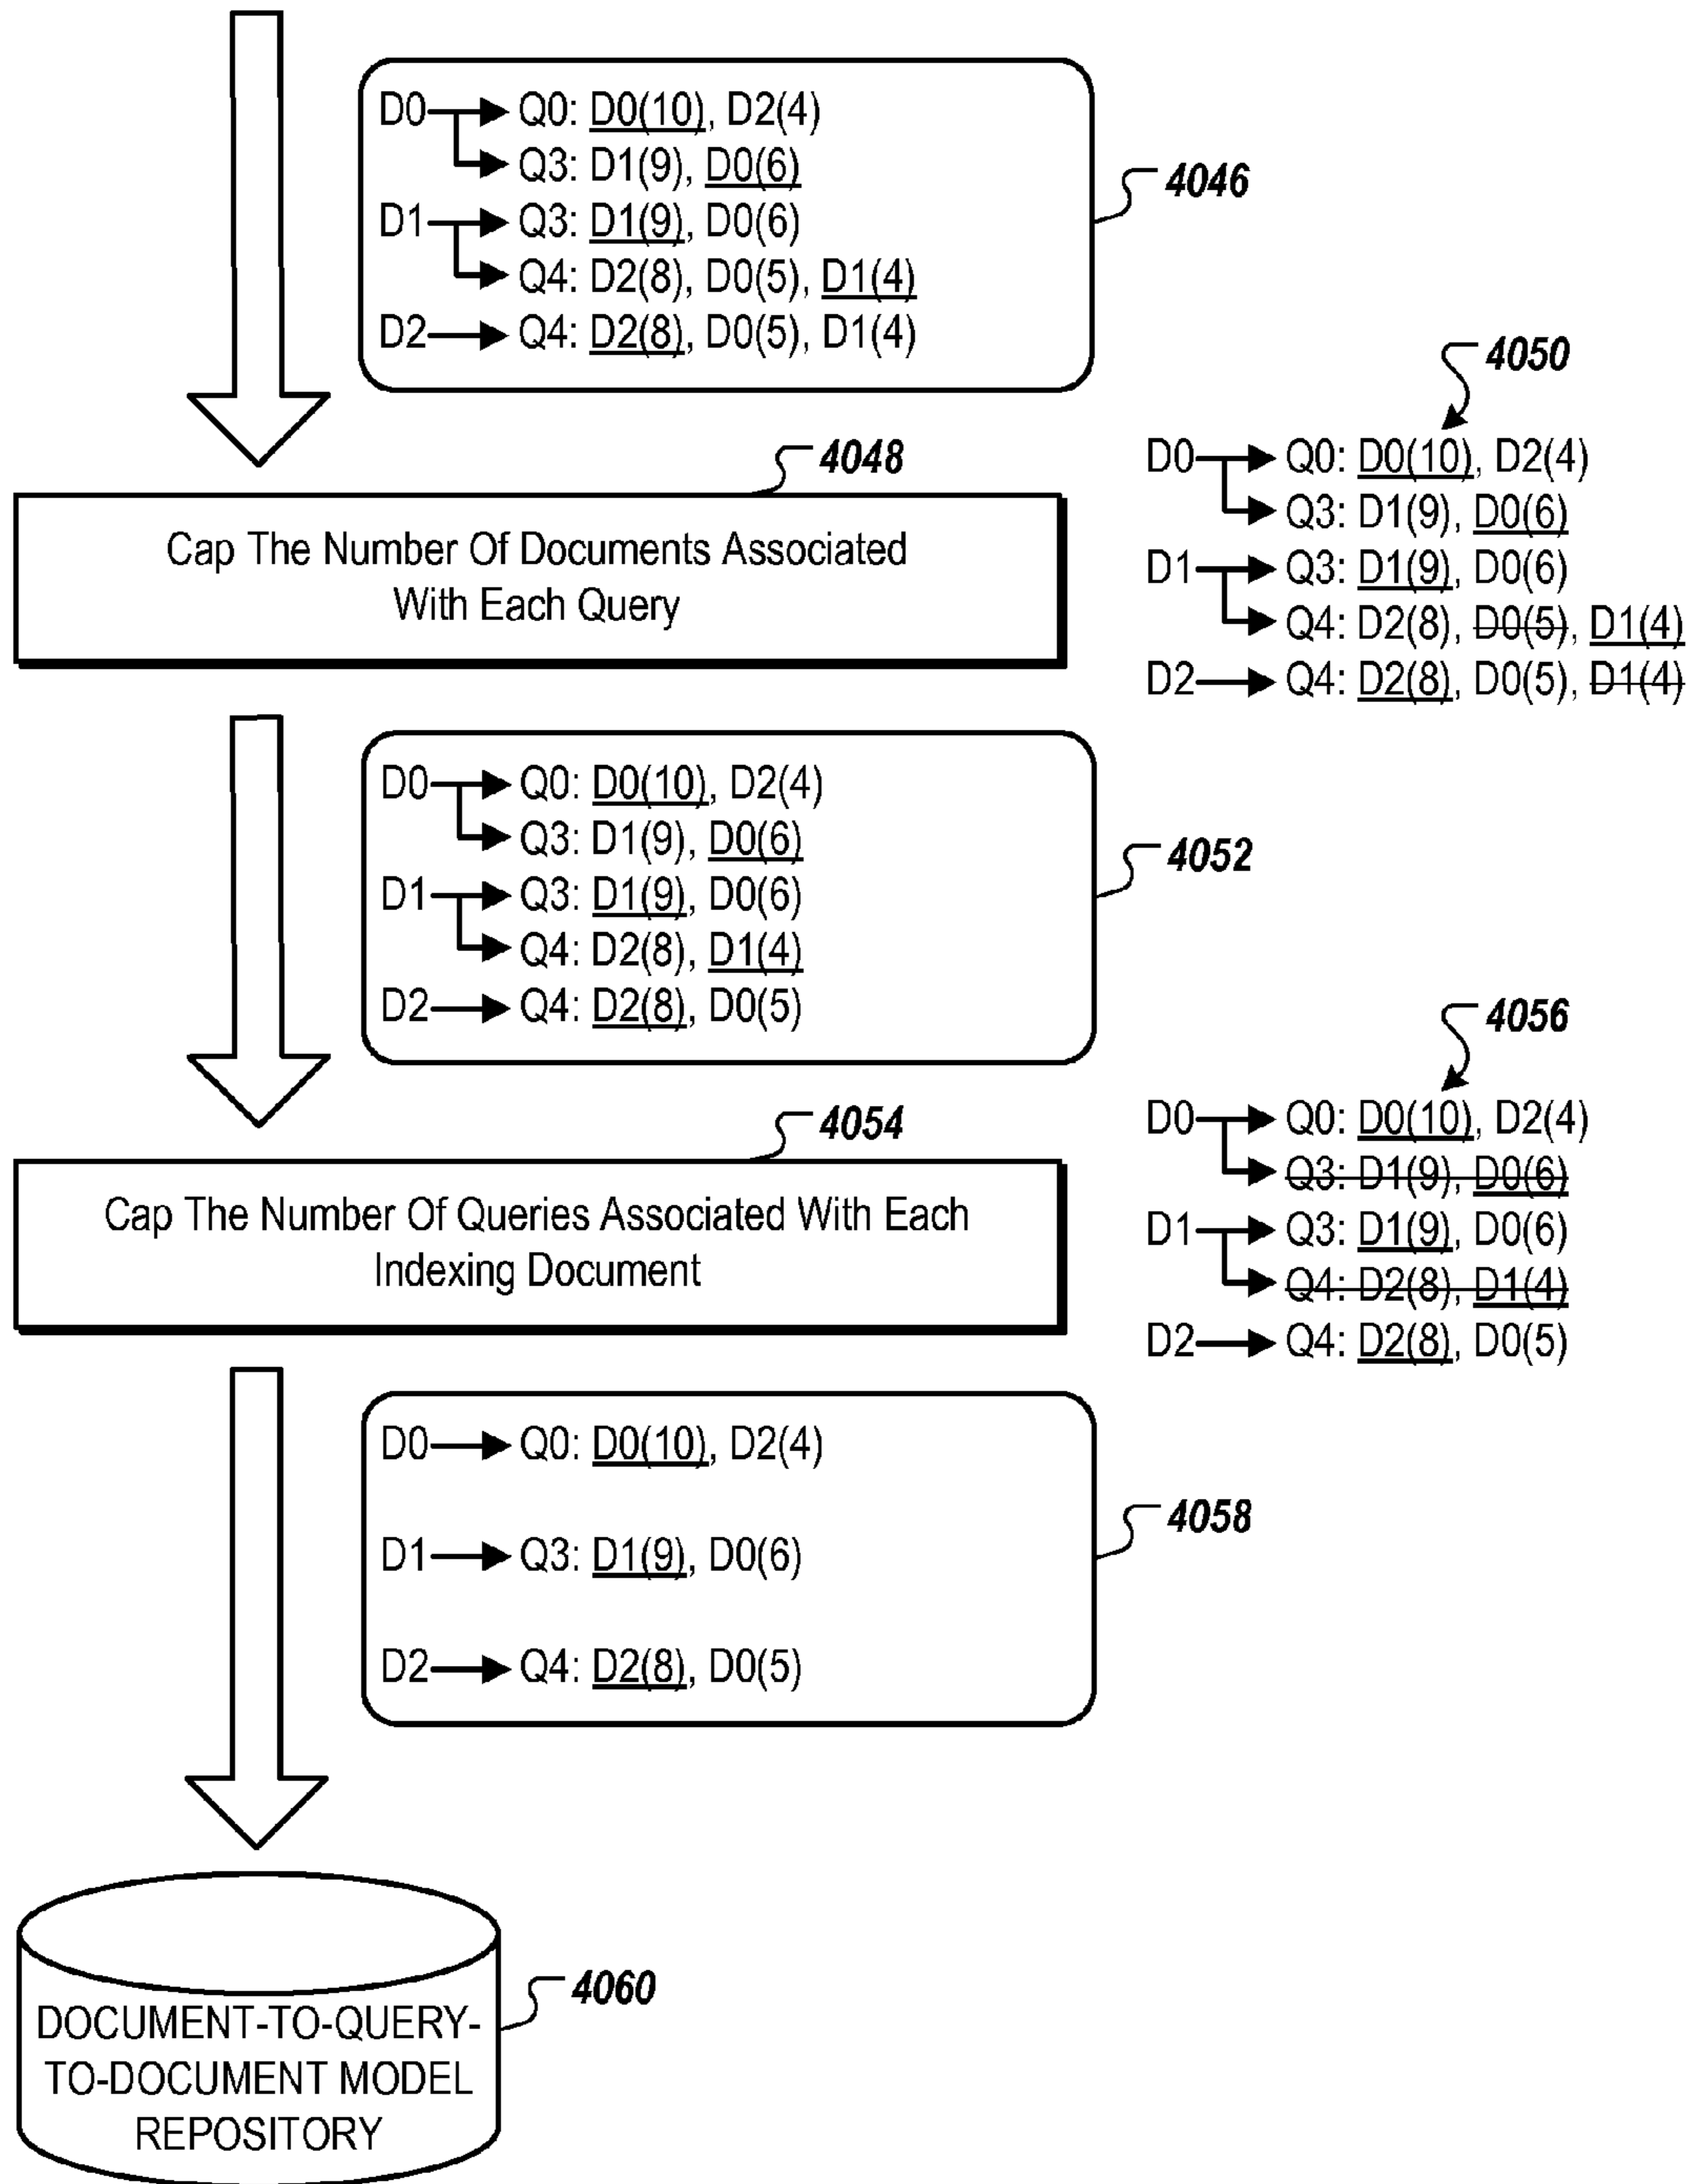 D0 Q0: D0(10), D2(4)
Q3: D1(9), D0(6)
D1 Q3: D1(9), D0(6)
Q4: D2(8), D0(5), D1(4)
D2 Q4: D2(8), D0(5), D1(4)
4046
4048
Cap The Number Of Documents Associated
With Each Query
4050
D0 Q0: D0(10), D2(4)
Q3: D1(9), D0(6)
D1 Q3: D1(9), D0(6)
Q4: D2(8), D0(5), D1(4)
D2 Q4: D2(8), D0(5), D1(4)
D0 Q0: D0(10), D2(4)
Q3: D1(9), D0(6)
D1 Q3: D1(9), D0(6)
Q4: D2(8), D1(4)
D2 Q4: D2(8), D0(5)
4052
4054
Cap The Number Of Queries Associated With Each
Indexing Document
4056
D0 Q0: D0(10), D2(4)
Q3: D1(9), D0(6)
D1 Q3: D1(9), D0(6)
Q4: D2(8), D1(4)
D2 Q4: D2(8), D0(5)
D0 Q0: D0(10), D2(4)
D1 Q3: D1(9), D0(6)
D2 Q4: D2(8), D0(5)
4058
4060
DOCUMENT-TO-QUERY-
TO-DOCUMENT MODEL
REPOSITORY